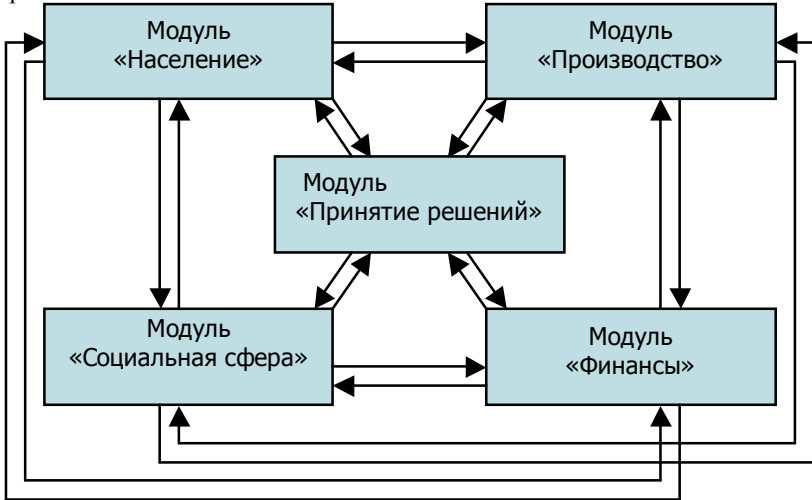 Модуль
«Население»
Модуль
«Производство»
Модуль
«Принятие решений»
Модуль
«Социальная сфера»
Модуль
«Финансы»